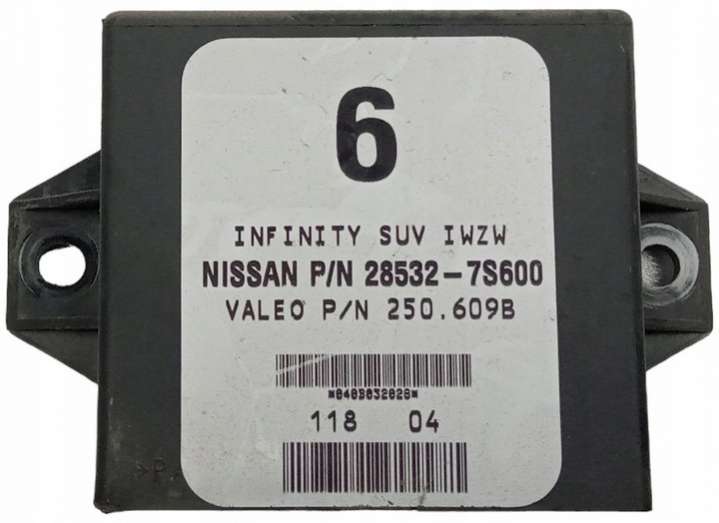 6
INFINITY SUV IWZW
NISSAN P/N 28532-7S600
VALEO P/N 250.609B
118 04